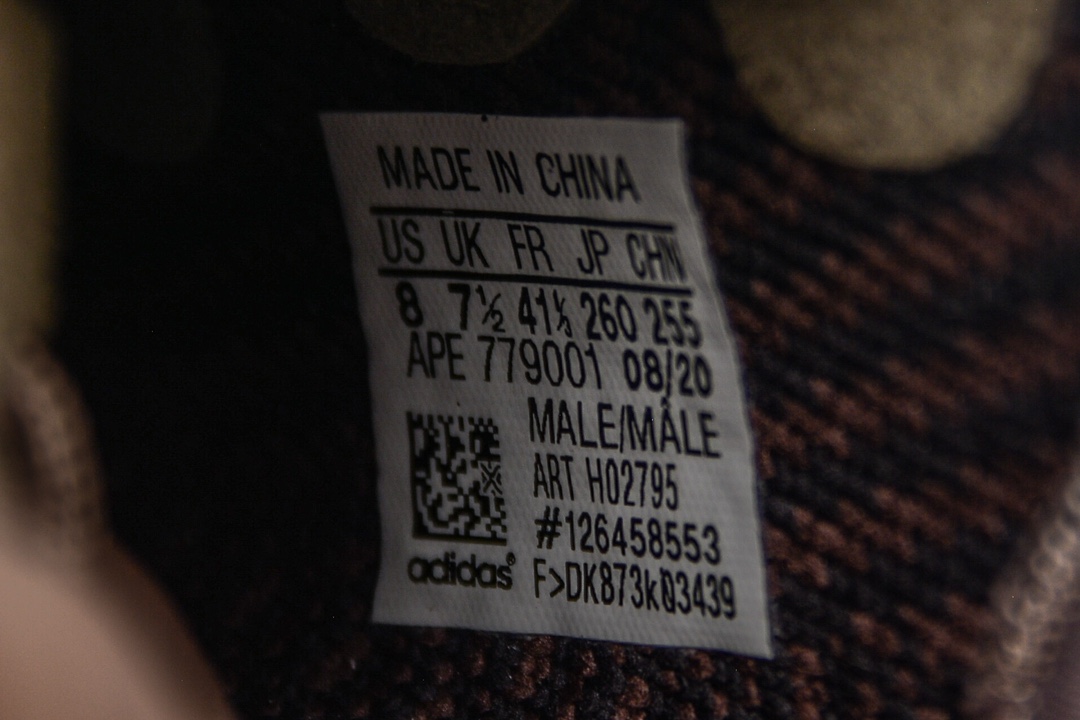 MADE IN CHINA
US UK FR JP CHN
8 7½ 41⅓ 260 255
APE 779001 08/20
MALE/MÂLE
ART H02795
#126458553
adidas®
F>DK873k03439